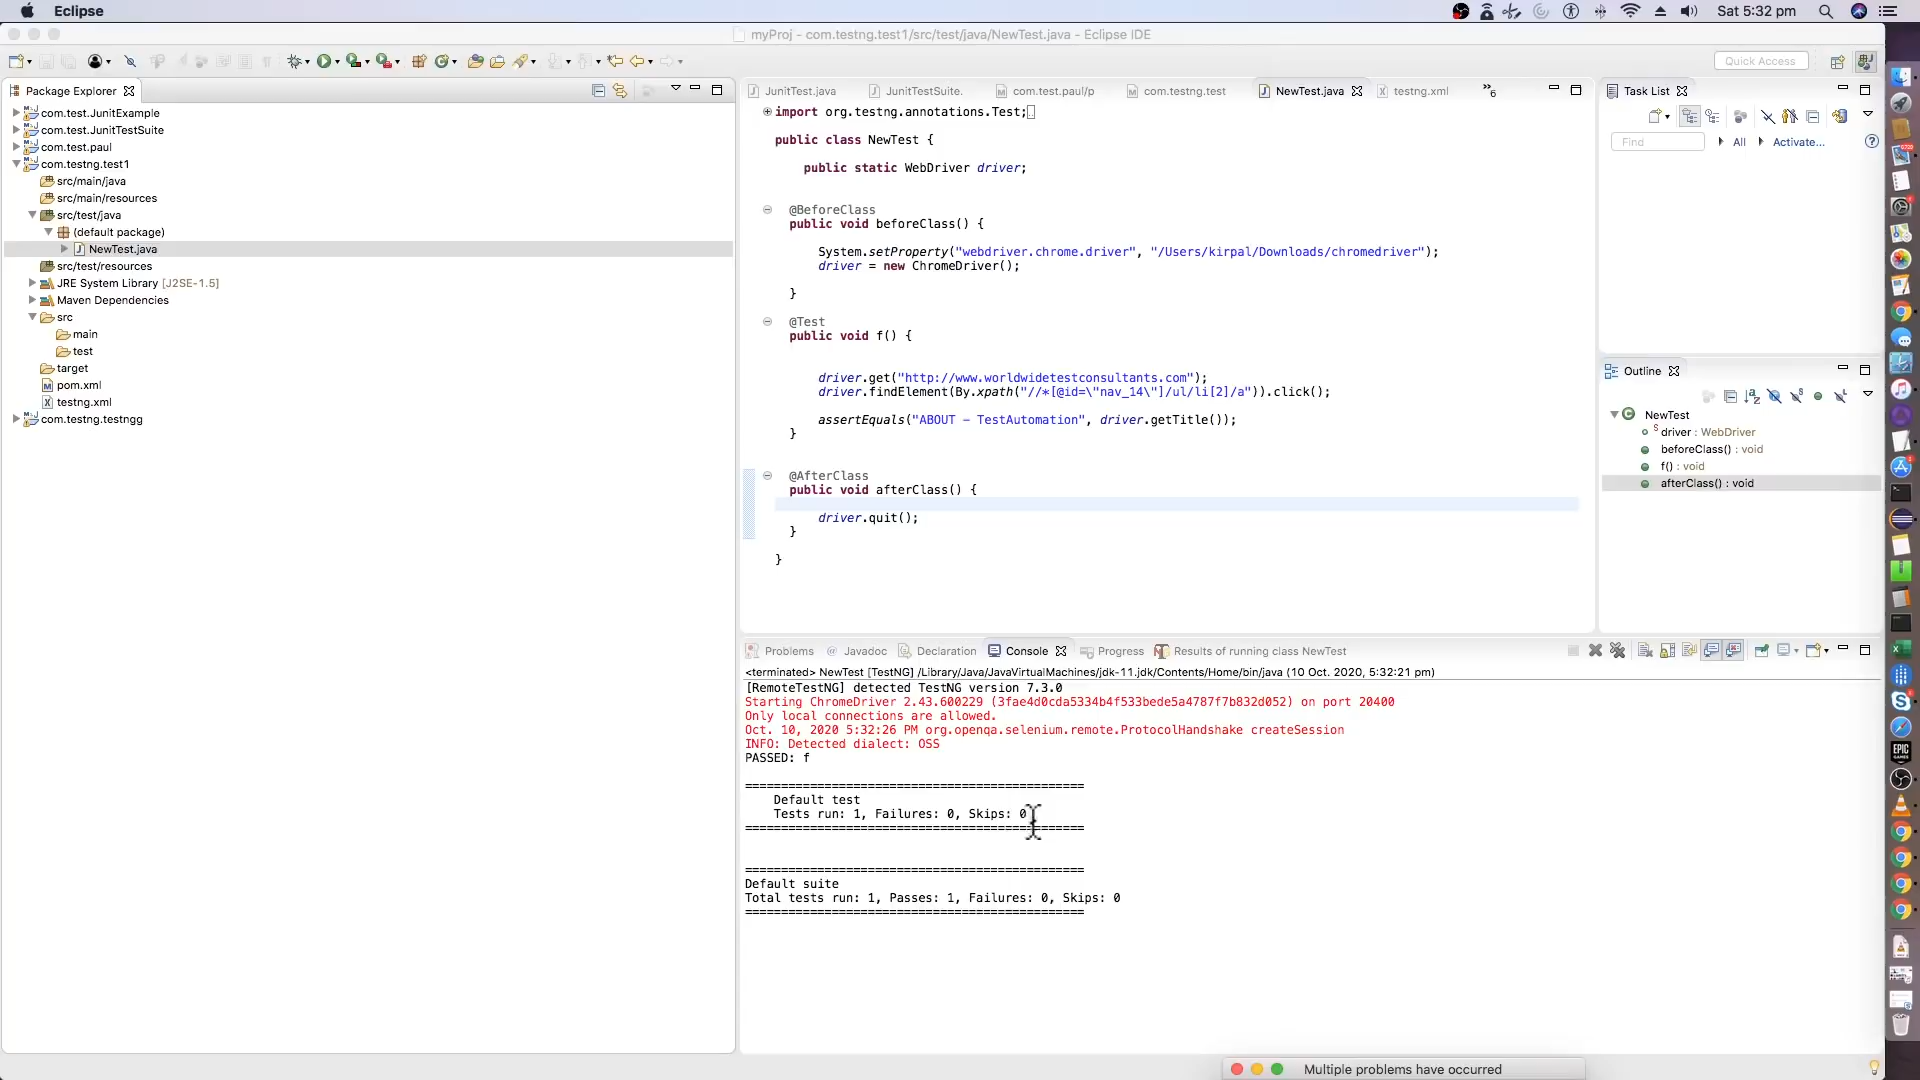 Eclipse
Sat 5:32 pm
myProj - com.testng.test1/src/test/java/NewTest.java - Eclipse IDE
Quick Access
Package Explorer
com.test.JunitExample
com.test.JunitTestSuite
com.test.paul
com.testng.test1
src/main/java
src/main/resources
src/test/java
(default package)
NewTest.java
src/test/resources
JRE System Library [J2SE-1.5]
Maven Dependencies
src
main
test
target
pom.xml
testng.xml
com.testng.testngg
JunitTest.java
JunitTestSuite.
com.test.paul/p
com.testng.test
NewTest.java
testng.xml
»6
import org.testng.annotations.Test;
public class NewTest {
public static WebDriver driver;
@BeforeClass
public void beforeClass() {
System.setProperty("webdriver.chrome.driver", "/Users/kirpal/Downloads/chromedriver");
driver = new ChromeDriver();
}
@Test
public void f() {
driver.get("http://www.worldwidetestconsultants.com");
driver.findElement(By.xpath("//*[@id=\"nav_14\"]/ul/li[2]/a")).click();
assertEquals("ABOUT – TestAutomation", driver.getTitle());
}
@AfterClass
public void afterClass() {
driver.quit();
}
}
Task List
Find
All
Activate...
Outline
NewTest
driver : WebDriver
beforeClass() : void
f() : void
afterClass() : void
Problems
Javadoc
Declaration
Console
Progress
Results of running class NewTest
<terminated> NewTest [TestNG] /Library/Java/JavaVirtualMachines/jdk-11.jdk/Contents/Home/bin/java (10 Oct. 2020, 5:32:21 pm)
[RemoteTestNG] detected TestNG version 7.3.0
Starting ChromeDriver 2.43.600229 (3fae4d0cda5334b4f533bede5a4787f7b832d052) on port 20400
Only local connections are allowed.
Oct. 10, 2020 5:32:26 PM org.openqa.selenium.remote.ProtocolHandshake createSession
INFO: Detected dialect: OSS
PASSED: f
===============================================
Default test
Tests run: 1, Failures: 0, Skips: 0
===============================================
===============================================
Default suite
Total tests run: 1, Passes: 1, Failures: 0, Skips: 0
===============================================
Multiple problems have occurred
EPIC GAMES